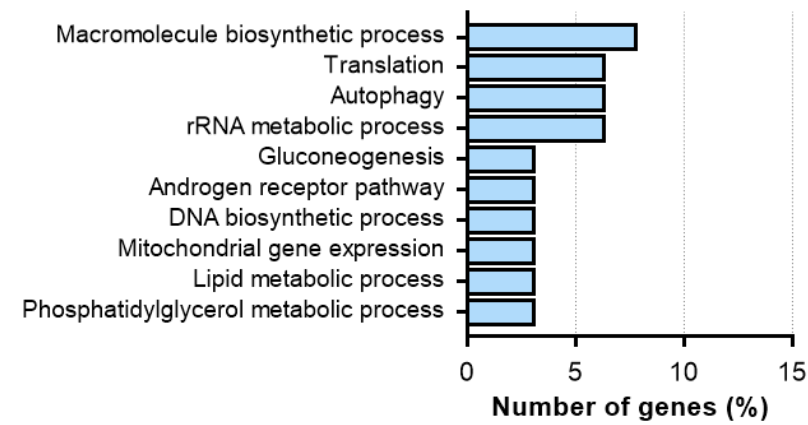 Macromolecule biosynthetic process
Translation
Autophagy
rRNA metabolic process
Gluconeogenesis
Androgen receptor pathway
DNA biosynthetic process
Mitochondrial gene expression
Lipid metabolic process
Phosphatidylglycerol metabolic process
0 5 10 15
Number of genes (%)